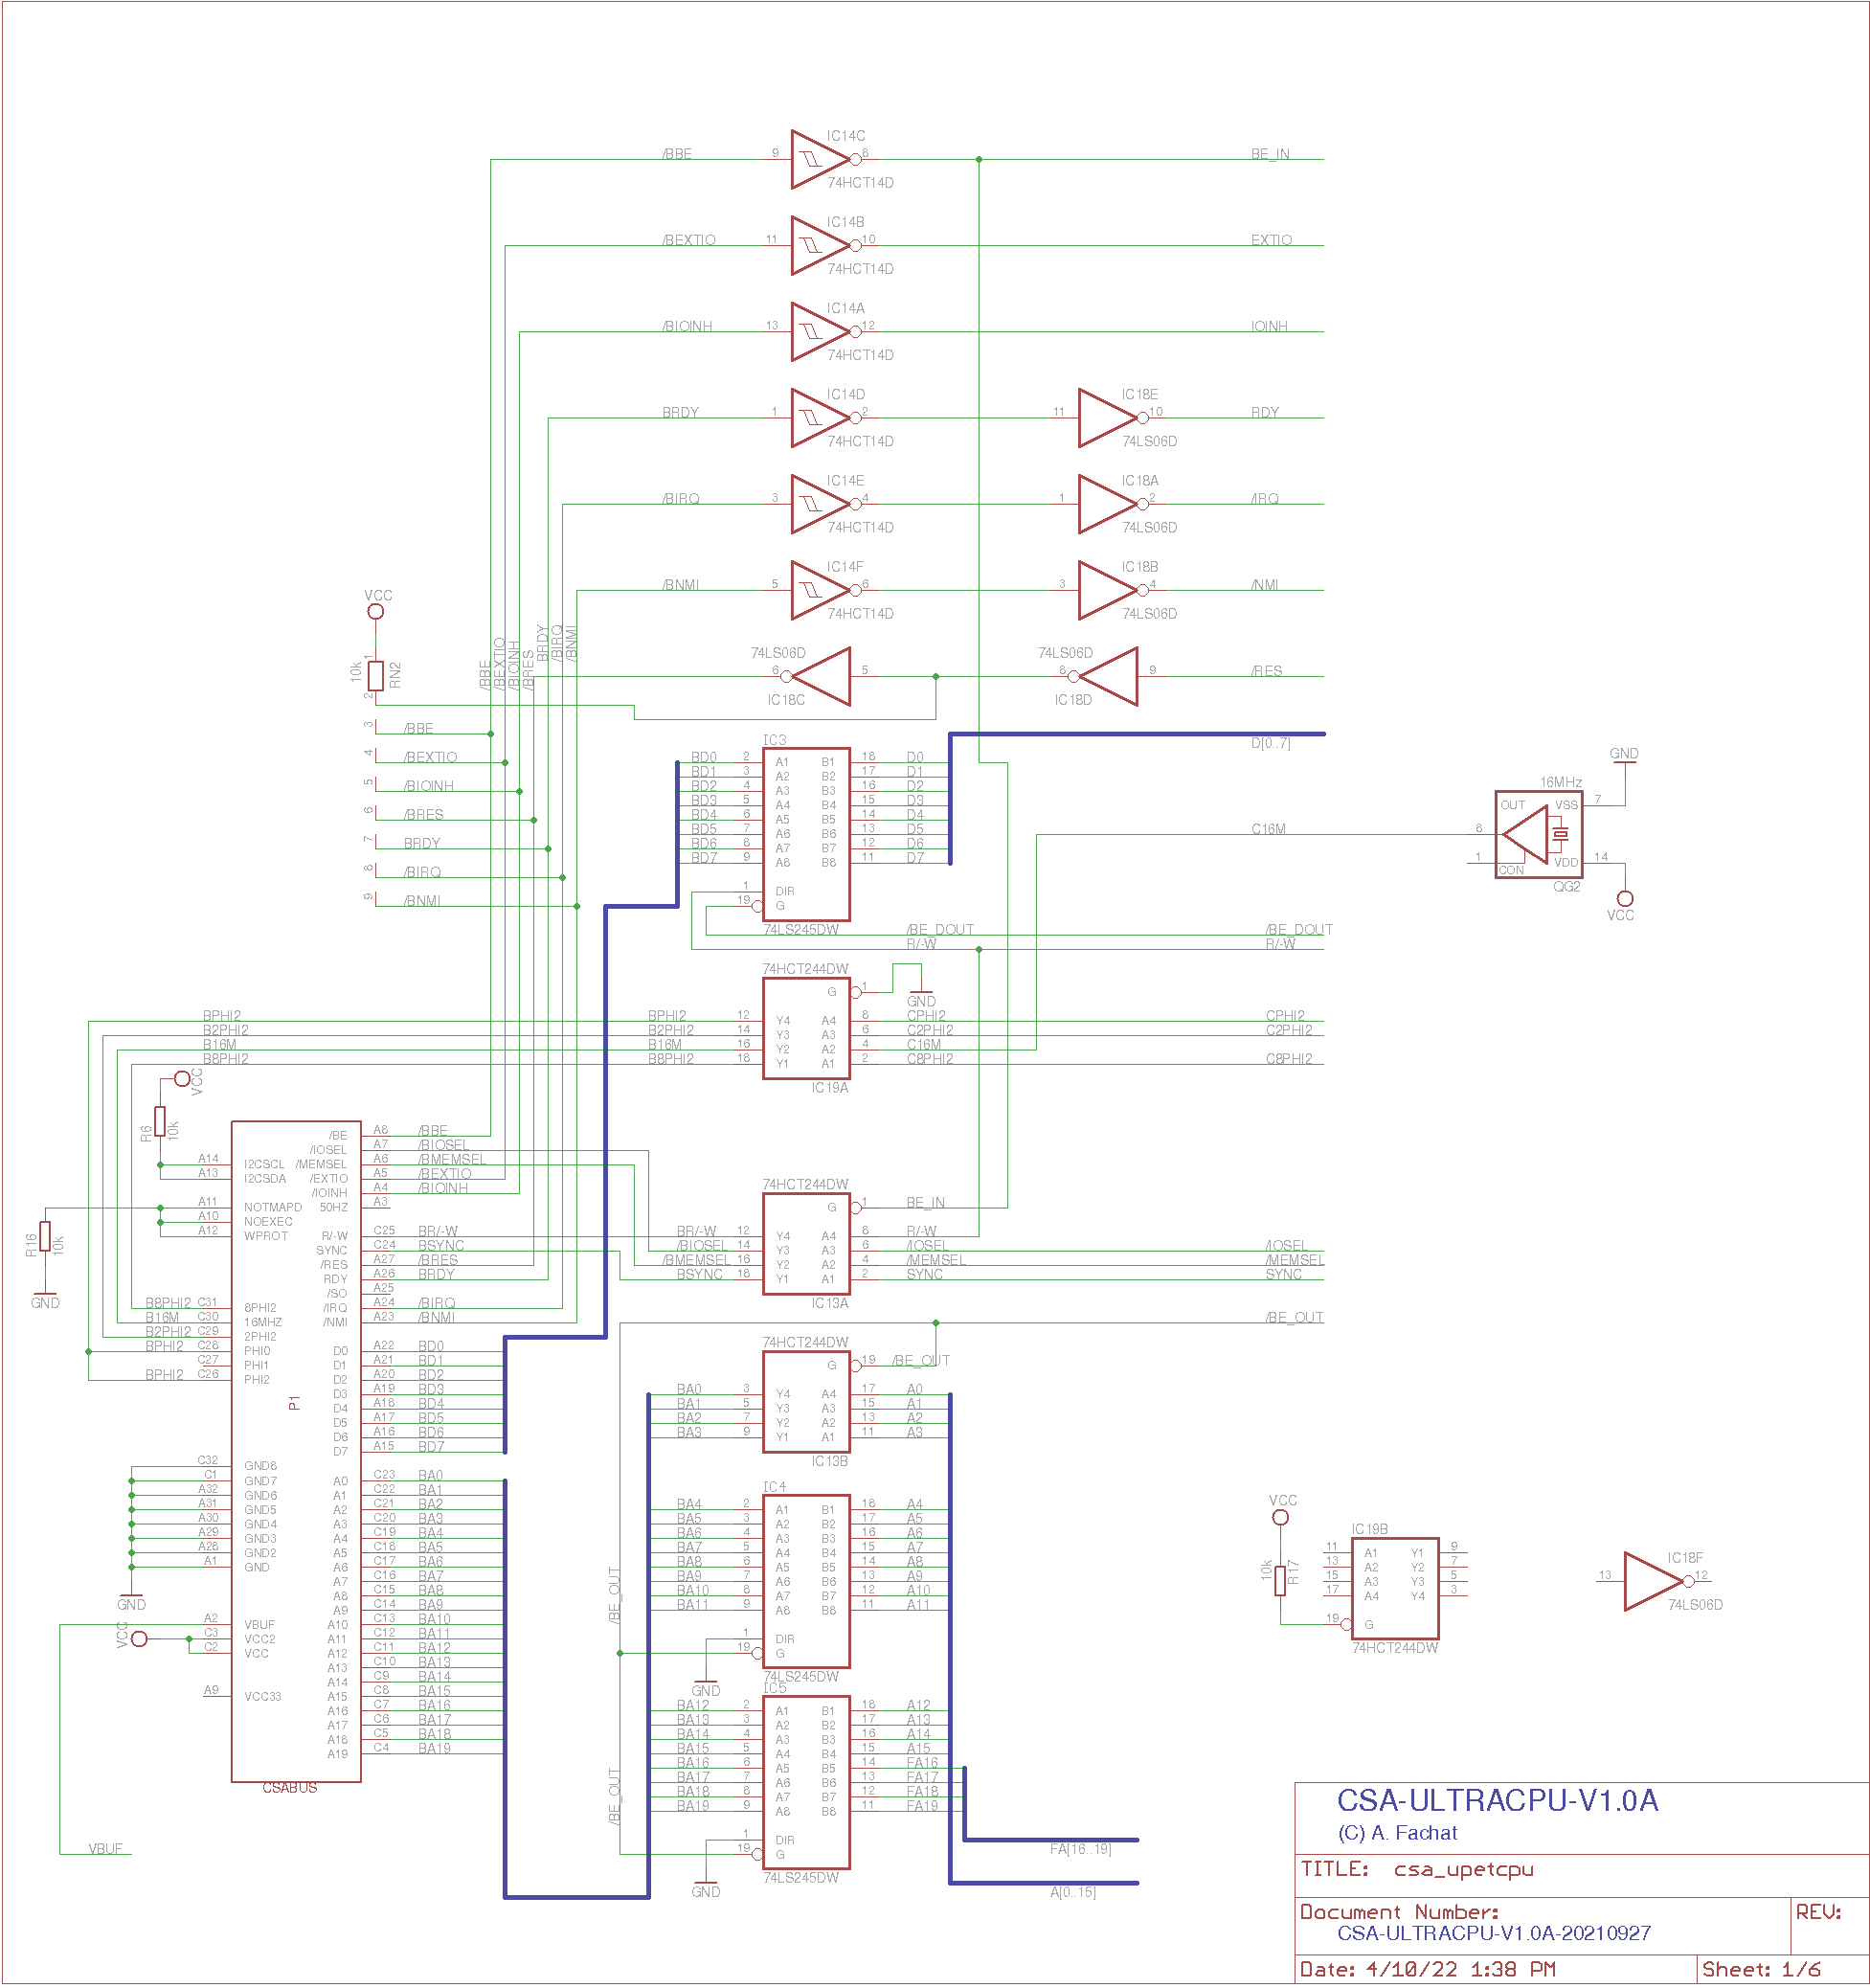 IC14C
/BBE 9 8 BE_IN
74HCT14D
IC14B
/BEXTIO 11 10 EXTIO
74HCT14D
IC14A
/BIOINH 13 12 IOINH
74HCT14D
IC14D IC18E
BRDY 1 2 11 10 RDY
74HCT14D 74LS06D
IC14E IC18A
/BIRQ 3 4 1 2 /IRQ
74HCT14D 74LS06D
IC14F IC18B
/BNMI 5 6 3 4 /NMI
74HCT14D 74LS06D
VCC
10k 1 2 RN2
/BBE
/BEXTIO
/BIOINH
/BRES
BRDY
/BIRQ
/BNMI
74LS06D 74LS06D
6 5 8 9 /RES
IC18C IC18D
3 /BBE
4 /BEXTIO
5 /BIOINH
6 /BRES
7 BRDY
8 /BIRQ
9 /BNMI
IC3
D[0..7]
BD0 2 A1 B1 18 D0
BD1 3 A2 B2 17 D1
BD2 4 A3 B3 16 D2
BD3 5 A4 B4 15 D3
BD4 6 A5 B5 14 D4
BD5 7 A6 B6 13 D5
BD6 8 A7 B7 12 D6
BD7 9 A8 B8 11 D7
1 DIR
19 G
74LS245DW
/BE_DOUT /BE_DOUT
R/-W R/-W
GND
16MHz
OUT VSS 7
C16M 8
1 CON VDD 14
QG2
VCC
74HCT244DW
G 1
GND
BPHI2 BPHI2 12 Y4 A4 8 CPHI2 CPHI2
B2PHI2 B2PHI2 14 Y3 A3 6 C2PHI2 C2PHI2
B16M B16M 16 Y2 A2 4 C16M
B8PHI2 B8PHI2 18 Y1 A1 2 C8PHI2 C8PHI2
IC19A
VCC
R6 10k
R16 10k
GND
A14 I2CSCL
A13 I2CSDA
A11 NOTMAPD
A10 NOEXEC
A12 WPROT
B8PHI2 C31 8PHI2
B16M C30 16MHZ
B2PHI2 C29 2PHI2
BPHI2 C28 PHI0
C27 PHI1
BPHI2 C26 PHI2
P1
C32 GND8
C1 GND7
A32 GND6
A31 GND5
A30 GND4
A29 GND3
A28 GND2
A1 GND
GND
A2 VBUF
VCC C3 VCC2
C2 VCC
A9 VCC33
CSABUS
VBUF
/BE A8 /BBE
/IOSEL A7 /BIOSEL
/MEMSEL A6 /BMEMSEL
/EXTIO A5 /BEXTIO
/IOINH A4 /BIOINH
50HZ A3
R/-W C25 BR/-W
SYNC C24 BSYNC
/RES A27 /BRES
RDY A26 BRDY
/SO A25
/IRQ A24 /BIRQ
/NMI A23 /BNMI
D0 A22 BD0
D1 A21 BD1
D2 A20 BD2
D3 A19 BD3
D4 A18 BD4
D5 A17 BD5
D6 A16 BD6
D7 A15 BD7
A0 C23 BA0
A1 C22 BA1
A2 C21 BA2
A3 C20 BA3
A4 C19 BA4
A5 C18 BA5
A6 C17 BA6
A7 C16 BA7
A8 C15 BA8
A9 C14 BA9
A10 C13 BA10
A11 C12 BA11
A12 C11 BA12
A13 C10 BA13
A14 C9 BA14
A15 C8 BA15
A16 C7 BA16
A17 C6 BA17
A18 C5 BA18
A19 C4 BA19
74HCT244DW
G 1 BE_IN
BR/-W 12 Y4 A4 8 R/-W
/BIOSEL 14 Y3 A3 6 /IOSEL /IOSEL
/BMEMSEL 16 Y2 A2 4 /MEMSEL /MEMSEL
BSYNC 18 Y1 A1 2 SYNC SYNC
IC13A
/BE_OUT
74HCT244DW
G 19 /BE_OUT
BA0 3 Y4 A4 17 A0
BA1 5 Y3 A3 15 A1
BA2 7 Y2 A2 13 A2
BA3 9 Y1 A1 11 A3
IC13B
IC4
BA4 2 A1 B1 18 A4
BA5 3 A2 B2 17 A5
BA6 4 A3 B3 16 A6
BA7 5 A4 B4 15 A7
BA8 6 A5 B5 14 A8
BA9 7 A6 B6 13 A9
BA10 8 A7 B7 12 A10
BA11 9 A8 B8 11 A11
/BE_OUT
1 DIR
19 G
GND
74LS245DW
IC5
BA12 2 A1 B1 18 A12
BA13 3 A2 B2 17 A13
BA14 4 A3 B3 16 A14
BA15 5 A4 B4 15 A15
BA16 6 A5 B5 14 FA16
BA17 7 A6 B6 13 FA17
BA18 8 A7 B7 12 FA18
BA19 9 A8 B8 11 FA19
/BE_OUT
1 DIR
19 G
GND
74LS245DW
FA[16..19]
A[0..15]
VCC
10k R17
IC19B
11 A1 Y1 9
13 A2 Y2 7
15 A3 Y3 5
17 A4 Y4 3
19 G
74HCT244DW
IC18F
13 12
74LS06D
CSA-ULTRACPU-V1.0A
(C) A. Fachat
TITLE: csa_upetcpu
Document Number: REV:
CSA-ULTRACPU-V1.0A-20210927
Date: 4/10/22 1:38 PM Sheet: 1/6